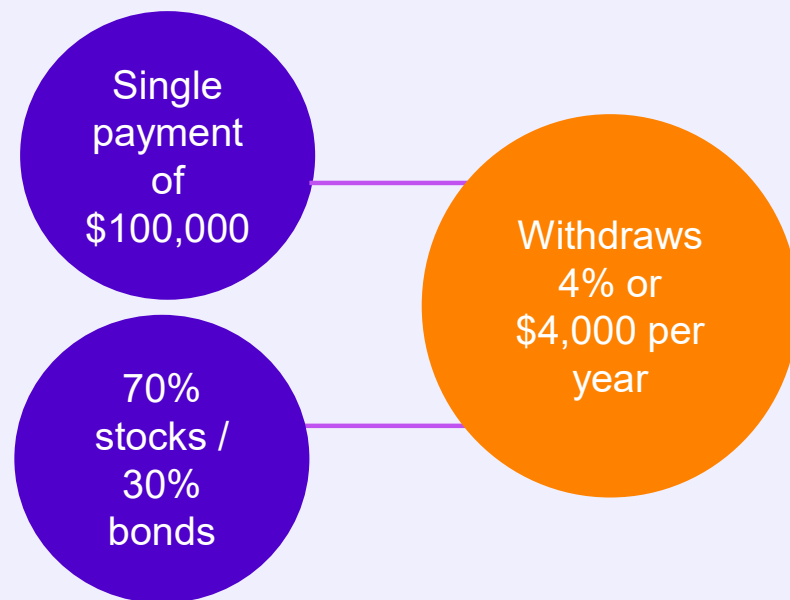 Single
payment
of
$100,000
70%
stocks /
30%
bonds
Withdraws
4% or
$4,000 per
year